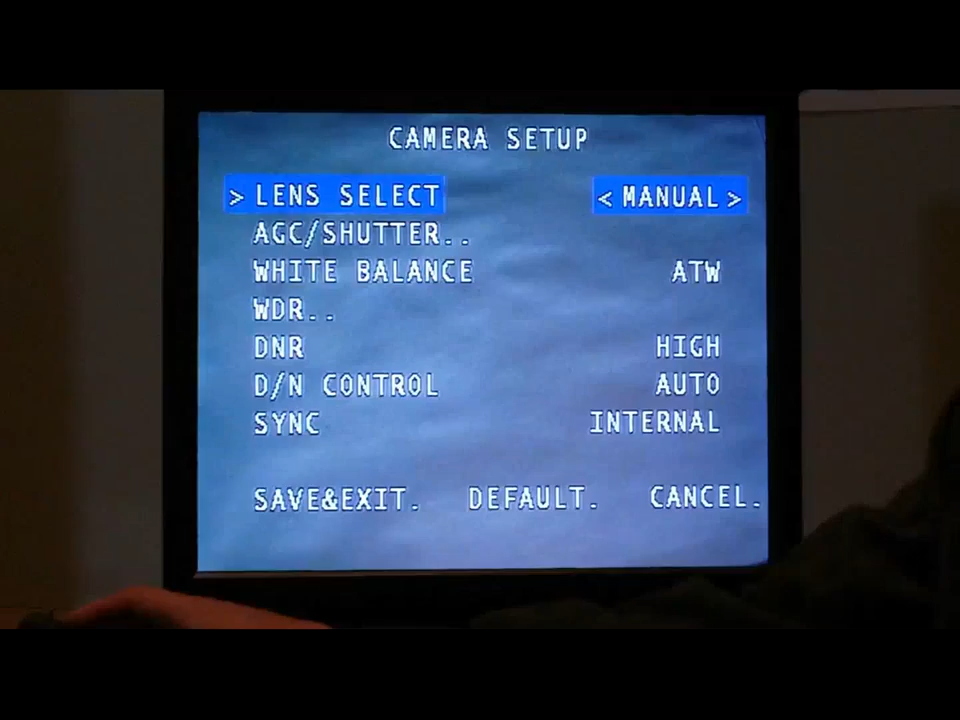 CAMERA SETUP
>LENS SELECT <MANUAL>
AGC/SHUTTER..
WHITE BALANCE ATW
WDR..
DNR HIGH
D/N CONTROL AUTO
SYNC INTERNAL
SAVE&EXIT. DEFAULT. CANCEL.